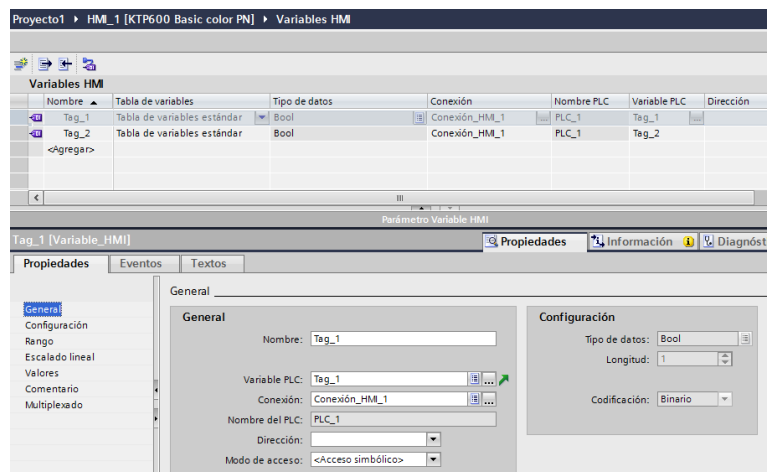 Proyecto1 ▸ HMI_1 [KTP600 Basic color PN] ▸ Variables HMI
Variables HMI
Nombre Tabla de variables Tipo de datos Conexión Nombre PLC Variable PLC Dirección
Tag_1 Tabla de variables estándar Bool Conexión_HMI_1 PLC_1 Tag_1
Tag_2 Tabla de variables estándar Bool Conexión_HMI_1 PLC_1 Tag_2
<Agregar>
Parámetro Variable HMI
Tag_1 [Variable_HMI] Propiedades Información Diagnóst
Propiedades Eventos Textos
General
General
Configuración
Rango
Escalado lineal
Valores
Comentario
Multiplexado
General
Nombre: Tag_1
Variable PLC: Tag_1
Conexión: Conexión_HMI_1
Nombre del PLC: PLC_1
Dirección:
Modo de acceso: <Acceso simbólico>
Configuración
Tipo de datos: Bool
Longitud: 1
Codificación: Binario